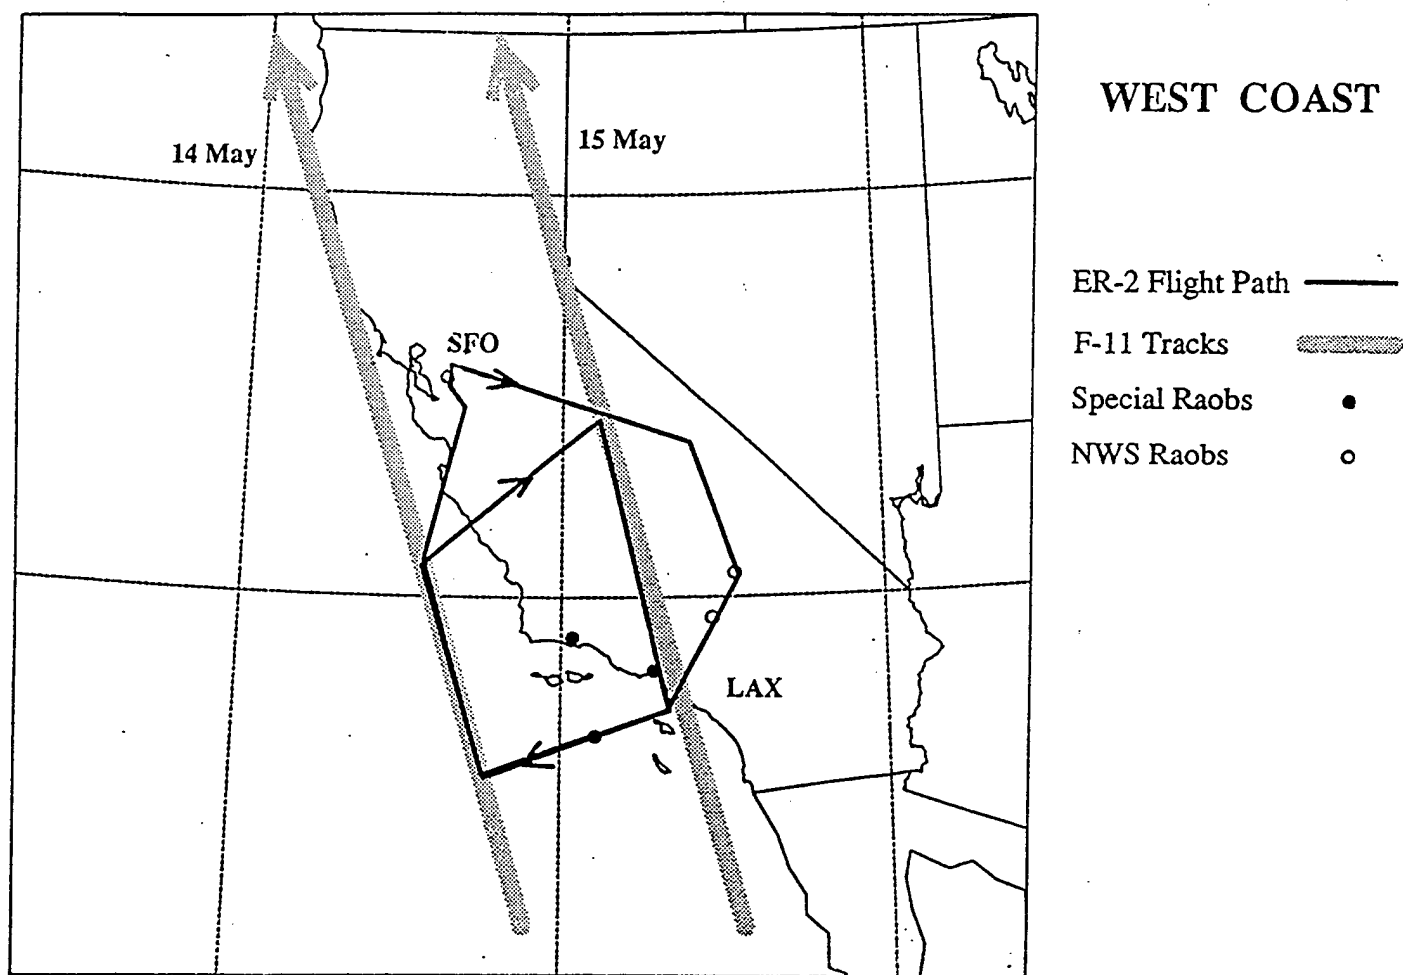 WEST COAST
14 May
15 May
ER-2 Flight Path
SFO
F-11 Tracks
Special Raobs
NWS Raobs
LAX